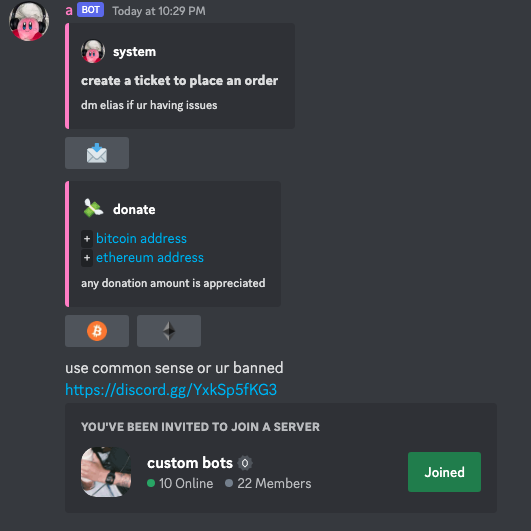 a BOT Today at 10:29 PM
system
create a ticket to place an order
dm elias if ur having issues
donate
+ bitcoin address
+ ethereum address
any donation amount is appreciated
use common sense or ur banned
https://discord.gg/YxkSp5fKG3
YOU'VE BEEN INVITED TO JOIN A SERVER
custom bots 0
10 Online 22 Members
Joined